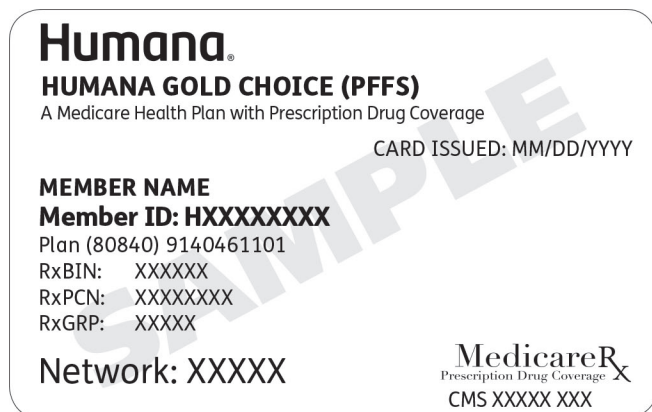 Humana®
HUMANA GOLD CHOICE (PFFS)
A Medicare Health Plan with Prescription Drug Coverage
CARD ISSUED: MM/DD/YYYY
MEMBER NAME
Member ID: HXXXXXXXX
Plan (80840) 9140461101
RxBIN: XXXXXX
RxPCN: XXXXXXXX
RxGRP: XXXXX
Network: XXXXX
MedicareRx
Prescription Drug Coverage
CMS XXXXX XXX
SAMPLE